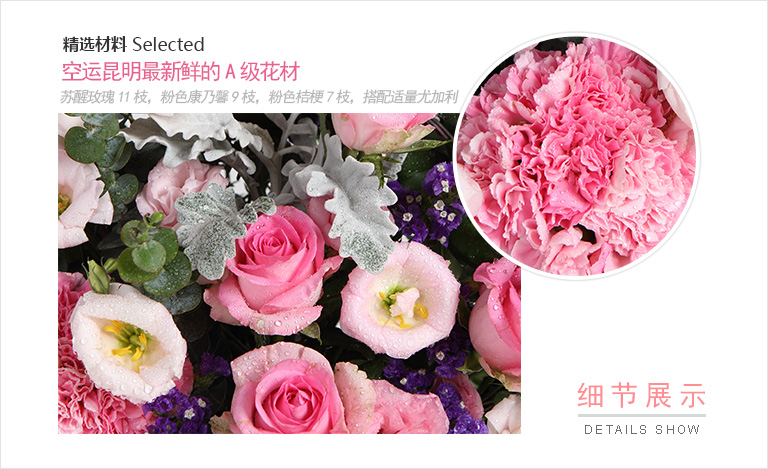 精选材料 Selected
空运昆明最新鲜的 A 级花材
苏醒玫瑰 11 枝，粉色康乃馨 9 枝，粉色桔梗 7 枝，搭配适量尤加利
细节展示
DETAILS SHOW